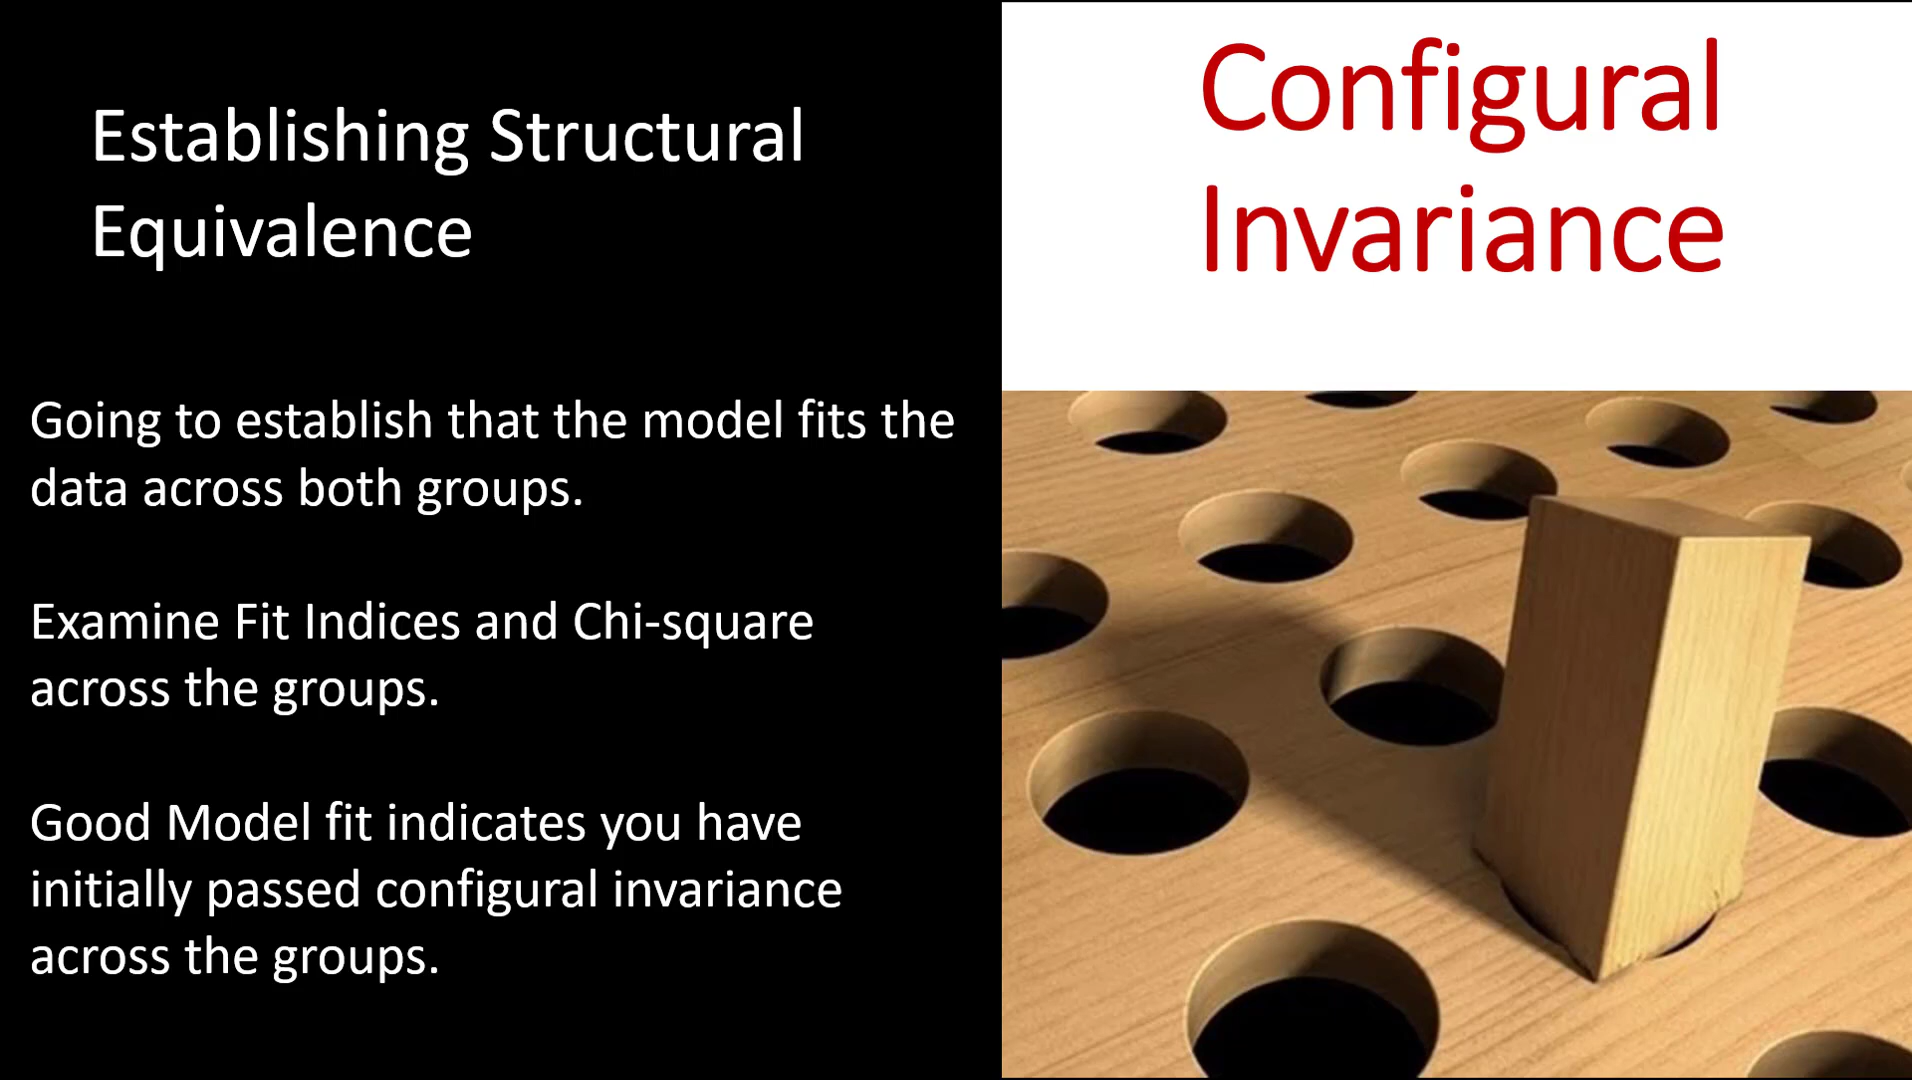 Establishing Structural
Equivalence
Going to establish that the model fits the
data across both groups.
Examine Fit Indices and Chi-square
across the groups.
Good Model fit indicates you have
initially passed configural invariance
across the groups.
Configural
Invariance